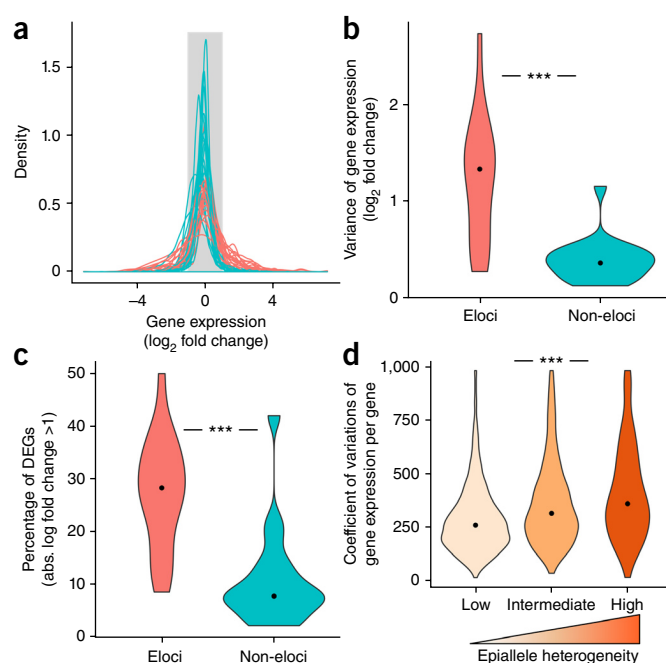 a
Density
1.5
1.0
0.5
0
−4
0
4
Gene expression
(log2 fold change)
b
Variance of gene expression
(log2 fold change)
2
1
0
***
Eloci
Non-eloci
c
Percentage of DEGs
(abs. log fold change >1)
50
40
30
20
10
0
***
Eloci
Non-eloci
d
Coefficient of variations of
gene expression per gene
1,000
750
500
250
0
***
Low
Intermediate
High
Epiallele heterogeneity